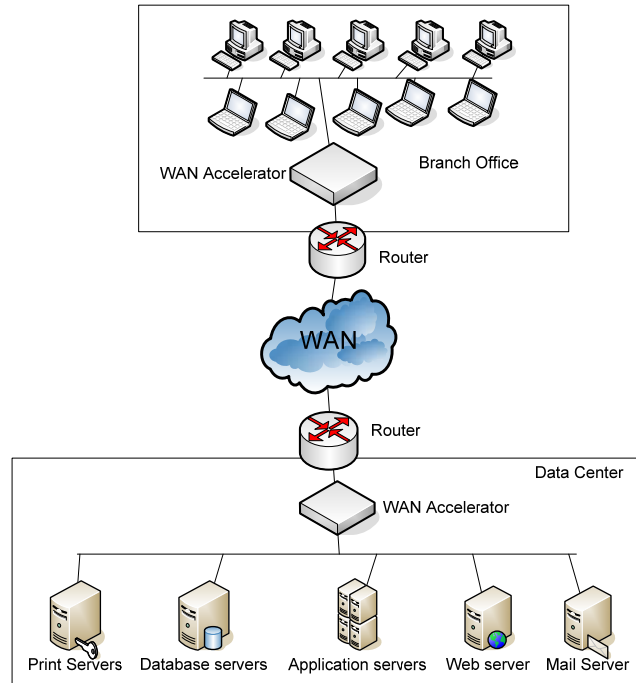 WAN Accelerator
Branch Office
Router
WAN
Router
Data Center
WAN Accelerator
Print Servers
Database servers
Application servers
Web server
Mail Server